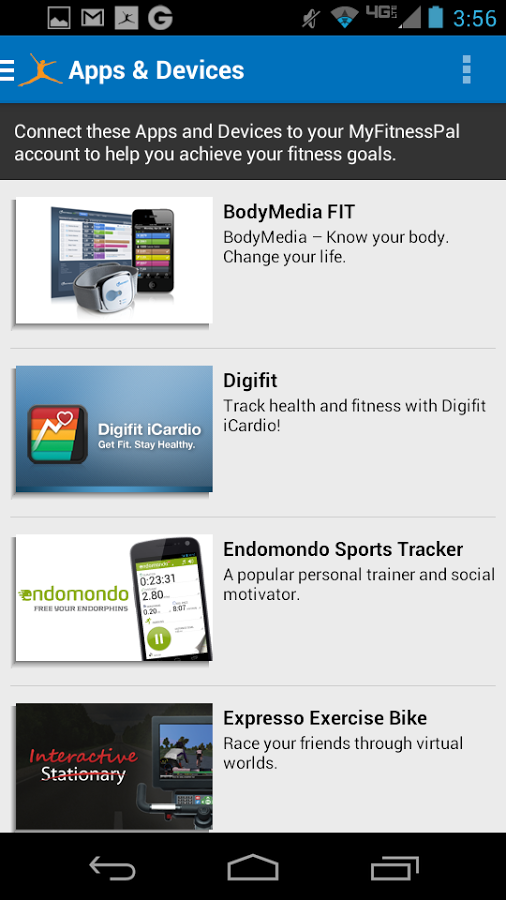 4G
3:56
Apps & Devices
Connect these Apps and Devices to your MyFitnessPal
account to help you achieve your fitness goals.
BodyMedia FIT
BodyMedia – Know your body.
Change your life.
Digifit iCardio
Get Fit. Stay Healthy.
Digifit
Track health and fitness with Digifit
iCardio!
endomondo
FREE YOUR ENDORPHINS
endomondo
0:23:31
2.80
0.20
8:07
Endomondo Sports Tracker
A popular personal trainer and social
motivator.
Interactive
Stationary
Expresso Exercise Bike
Race your friends through virtual
worlds.